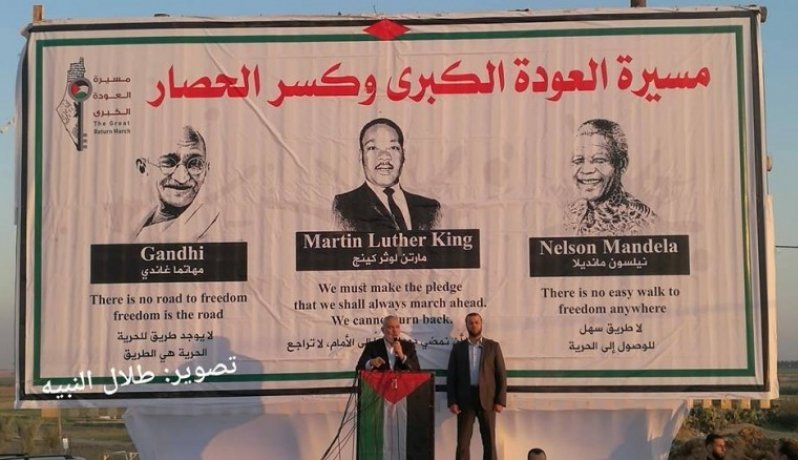 مسيرة العودة الكبرى وكسر الحصار
مسيرة
العودة
الكبرى
The Great
Return March
Gandhi
مهاتما غاندي
There is no road to freedom
freedom is the road
لا يوجد طريق للحرية
الحرية هي الطريق
Martin Luther King
مارتن لوثر كينج
We must make the pledge
that we shall always march ahead.
We cannot turn back.
الأمام، لا تراجع
Nelson Mandela
نيلسون مانديلا
There is no easy walk to
freedom anywhere
لا طريق سهل
للوصول إلى الحرية
تصوير: طلال النبيه